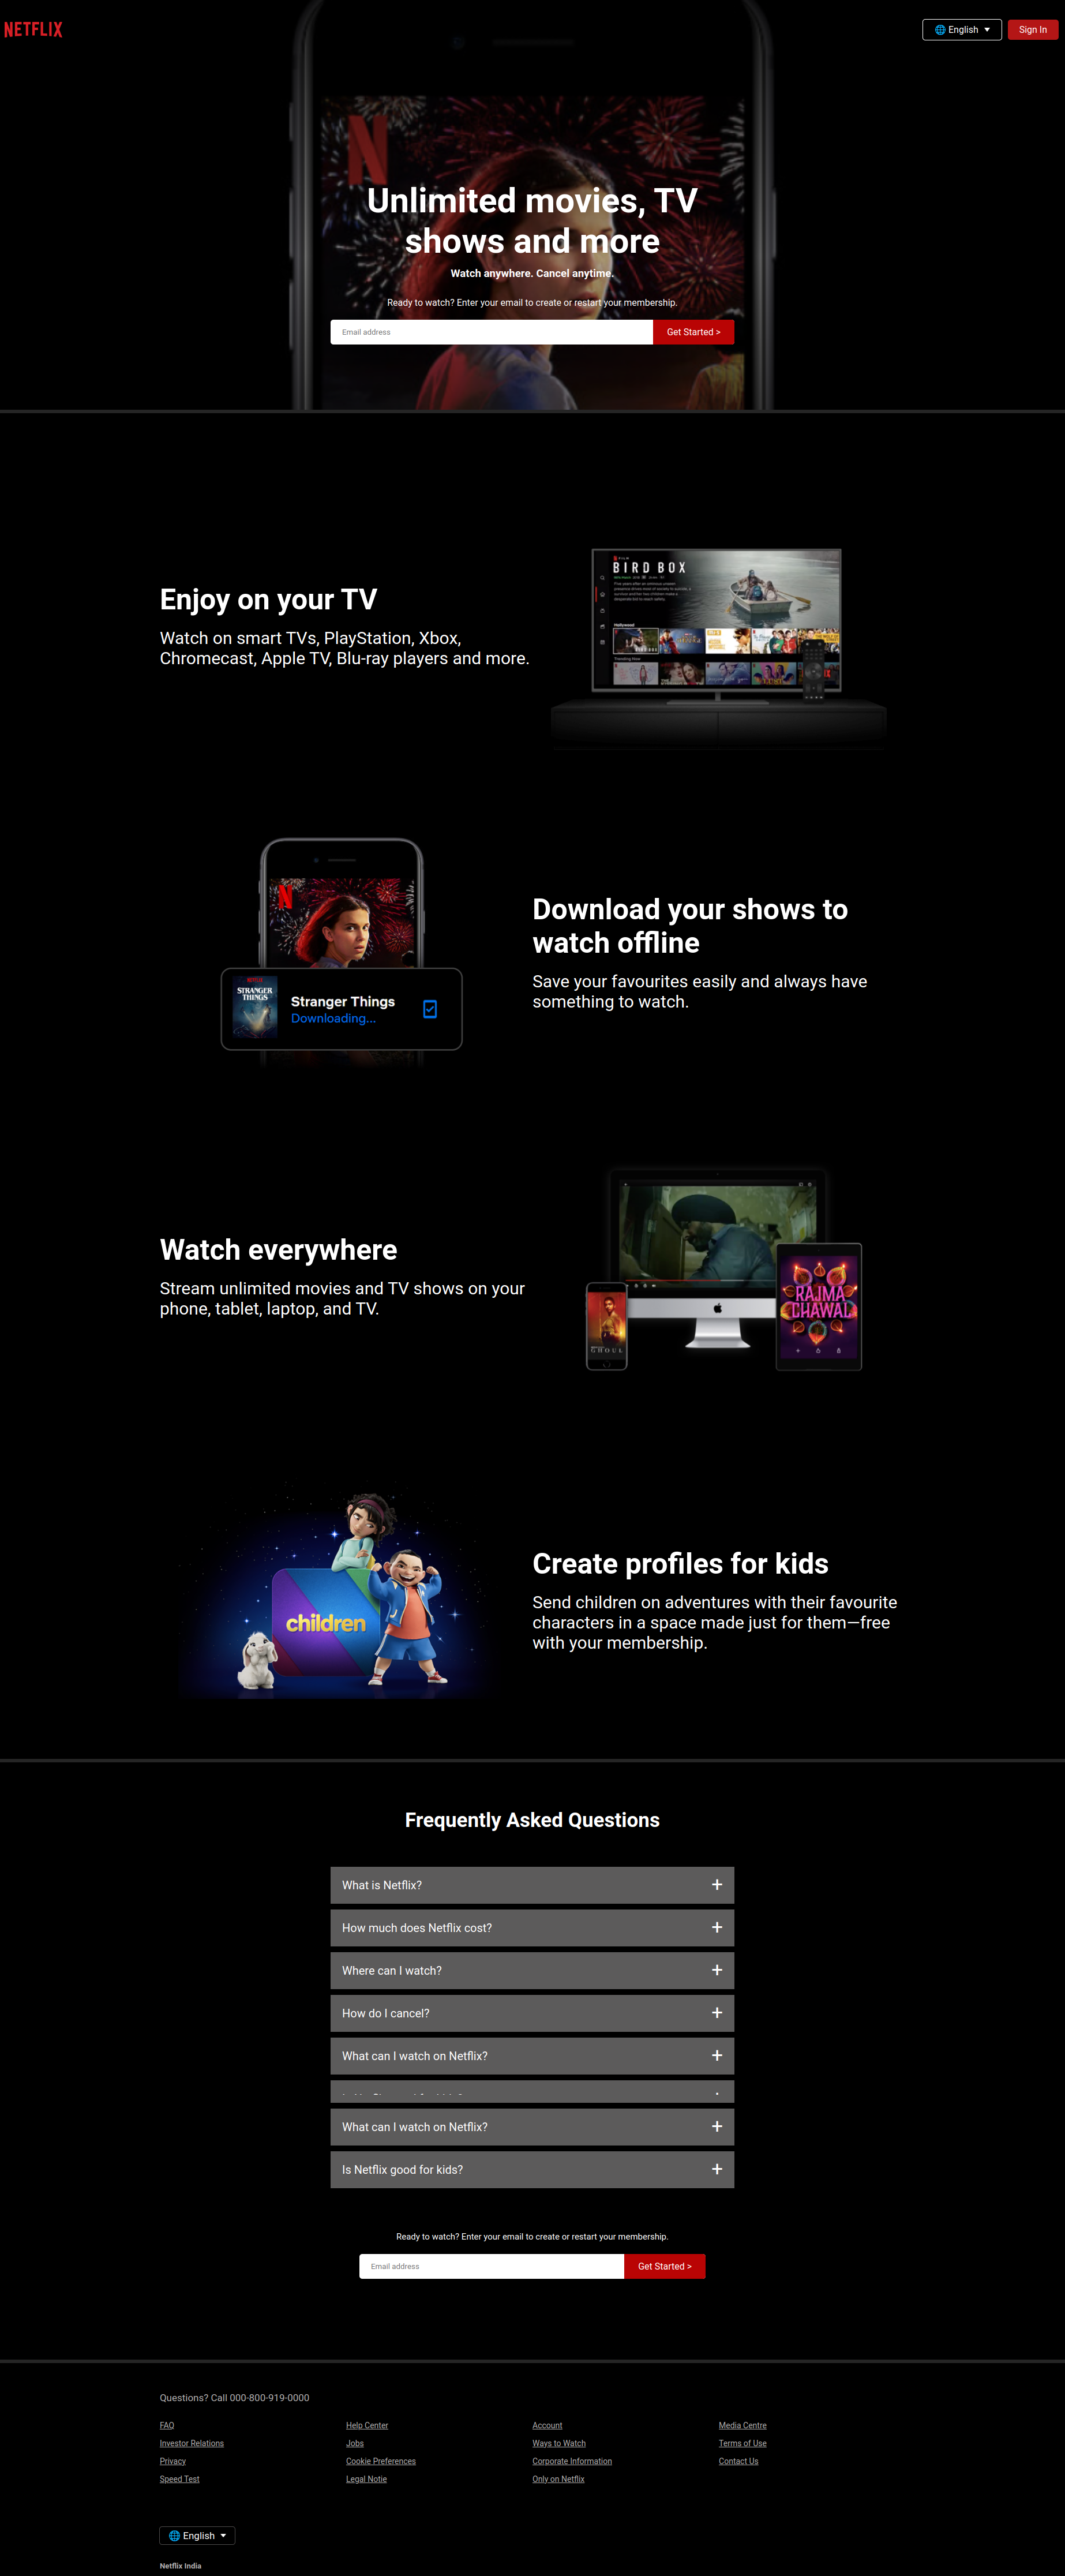 NETFLIX
🌐 English
Sign In
Unlimited movies, TV
shows and more
Watch anywhere. Cancel anytime.
Ready to watch? Enter your email to create or restart your membership.
Email address
Get Started >
Enjoy on your TV
Watch on smart TVs, PlayStation, Xbox,
Chromecast, Apple TV, Blu-ray players and more.
BIRD BOX
Hollywood
Trending Now
Download your shows to
watch offline
Save your favourites easily and always have
something to watch.
STRANGER
THINGS
Stranger Things
Downloading...
Watch everywhere
Stream unlimited movies and TV shows on your
phone, tablet, laptop, and TV.
RAJMA
CHAWAL
GHOUL
children
Create profiles for kids
Send children on adventures with their favourite
characters in a space made just for them—free
with your membership.
Frequently Asked Questions
What is Netflix?
How much does Netflix cost?
Where can I watch?
How do I cancel?
What can I watch on Netflix?
What can I watch on Netflix?
Is Netflix good for kids?
Ready to watch? Enter your email to create or restart your membership.
Email address
Get Started >
Questions? Call 000-800-919-0000
FAQ
Help Center
Account
Media Centre
Investor Relations
Jobs
Ways to Watch
Terms of Use
Privacy
Cookie Preferences
Corporate Information
Contact Us
Speed Test
Legal Notie
Only on Netflix
🌐 English
Netflix India